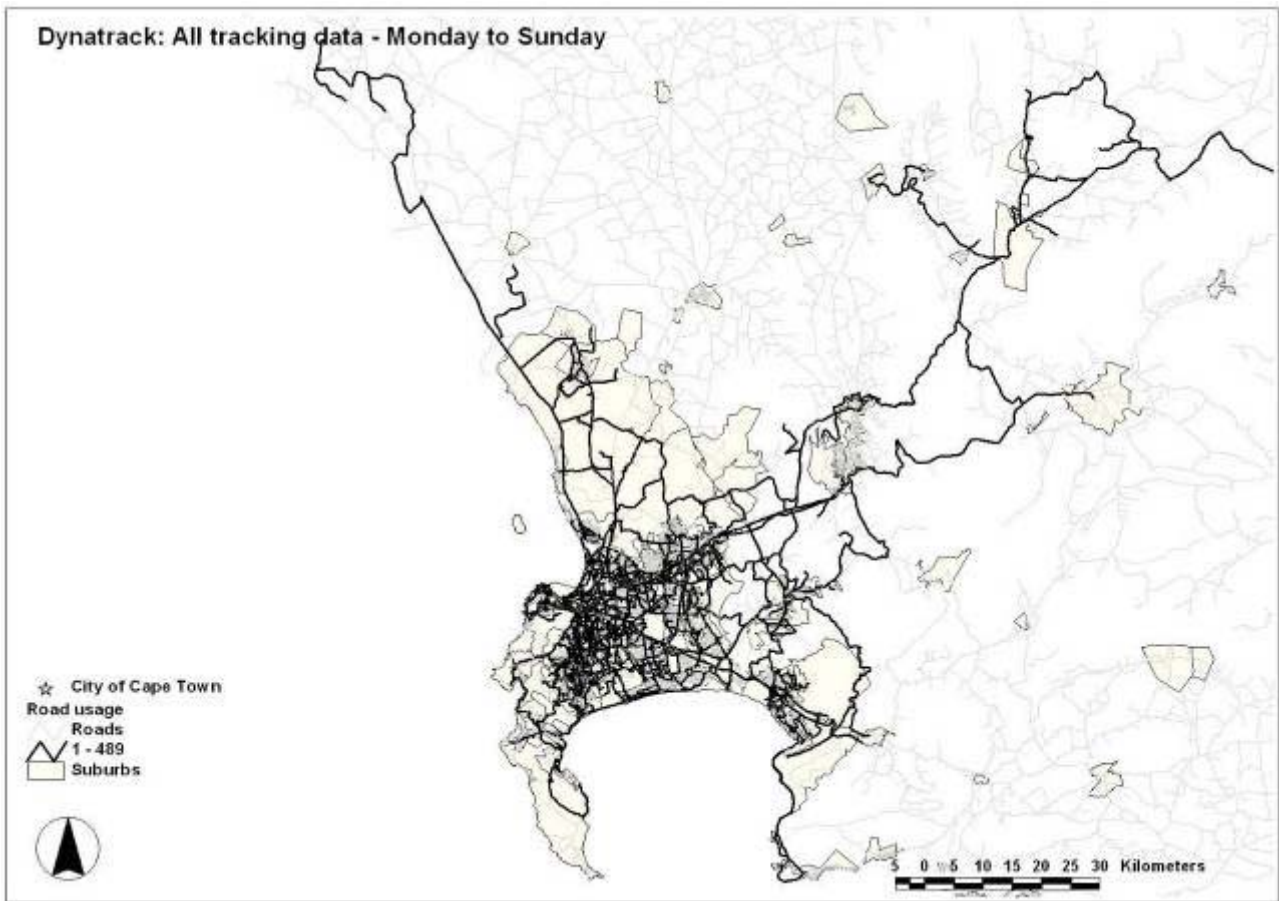 Dynatrack: All tracking data - Monday to Sunday
City of Cape Town
Road usage
Roads
1 - 489
Suburbs
5 0 5 10 15 20 25 30 Kilometers